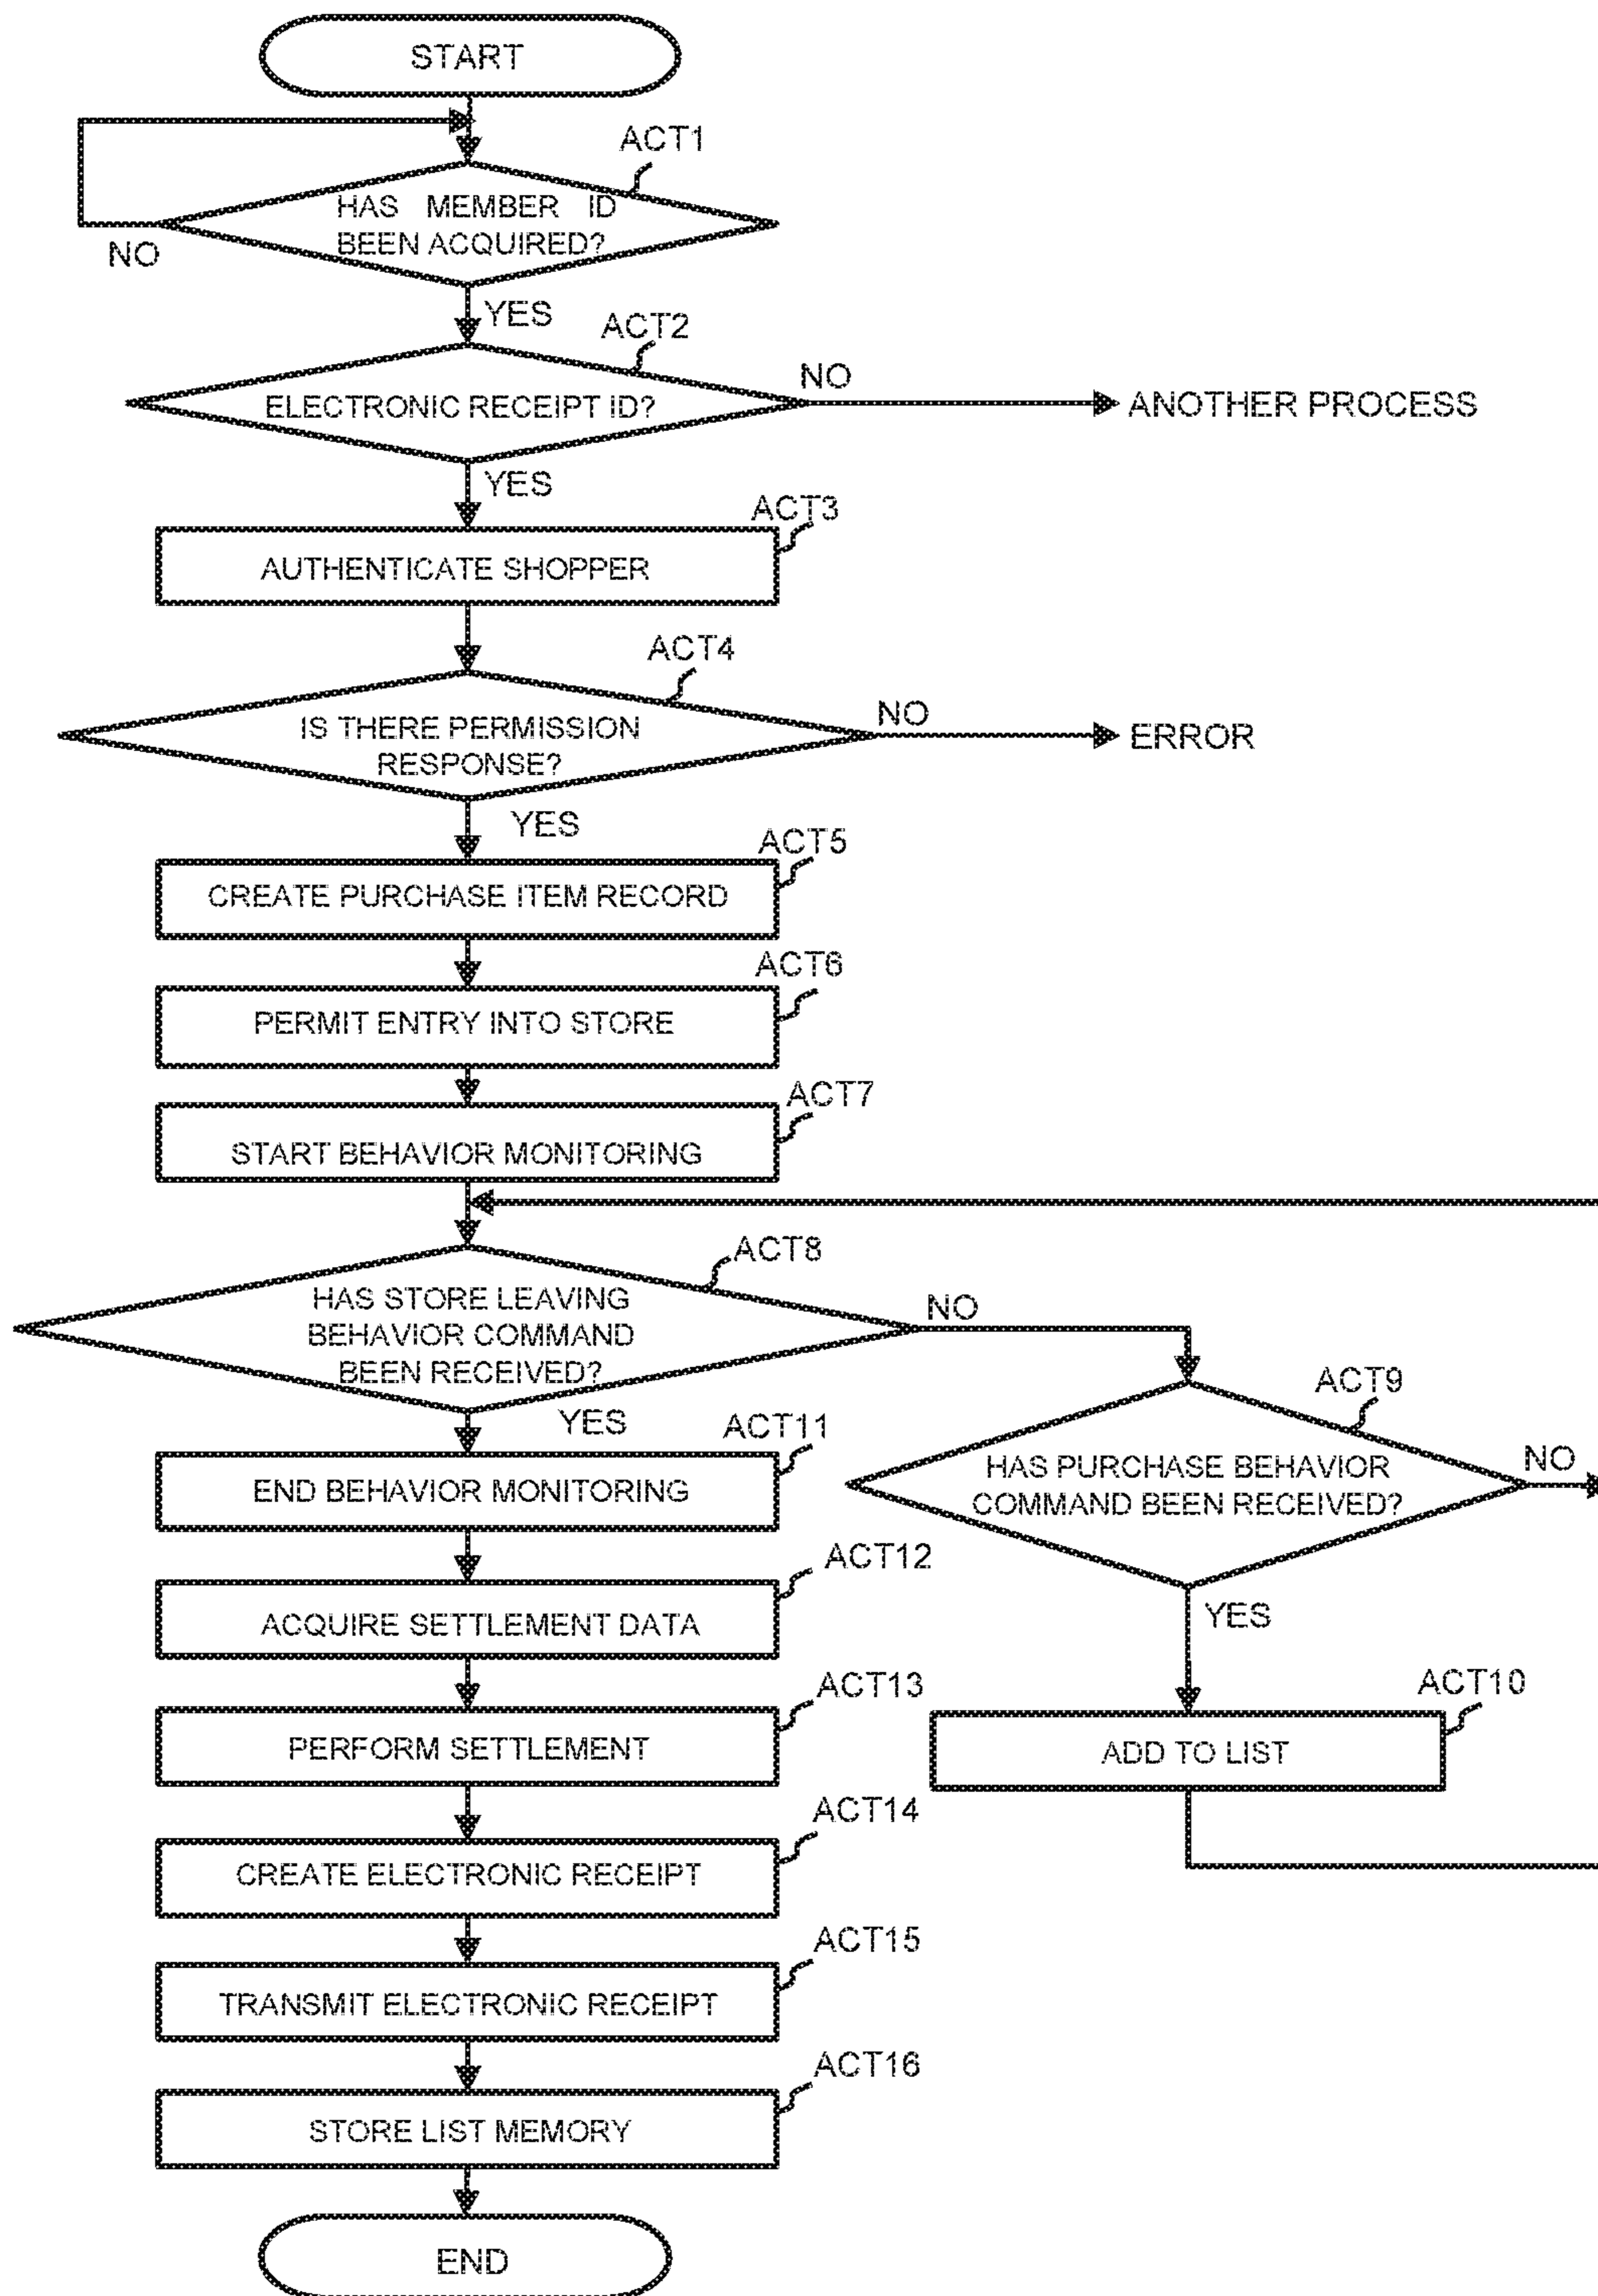 START
ACT1
HAS MEMBER ID
BEEN ACQUIRED?
NO
YES
ACT2
ELECTRONIC RECEIPT ID?
NO
ANOTHER PROCESS
YES
ACT3
AUTHENTICATE SHOPPER
ACT4
IS THERE PERMISSION
RESPONSE?
NO
ERROR
YES
ACT5
CREATE PURCHASE ITEM RECORD
ACT6
PERMIT ENTRY INTO STORE
ACT7
START BEHAVIOR MONITORING
ACT8
HAS STORE LEAVING
BEHAVIOR COMMAND
BEEN RECEIVED?
NO
YES
ACT9
HAS PURCHASE BEHAVIOR
COMMAND BEEN RECEIVED?
NO
YES
ACT10
ADD TO LIST
ACT11
END BEHAVIOR MONITORING
ACT12
ACQUIRE SETTLEMENT DATA
ACT13
PERFORM SETTLEMENT
ACT14
CREATE ELECTRONIC RECEIPT
ACT15
TRANSMIT ELECTRONIC RECEIPT
ACT16
STORE LIST MEMORY
END